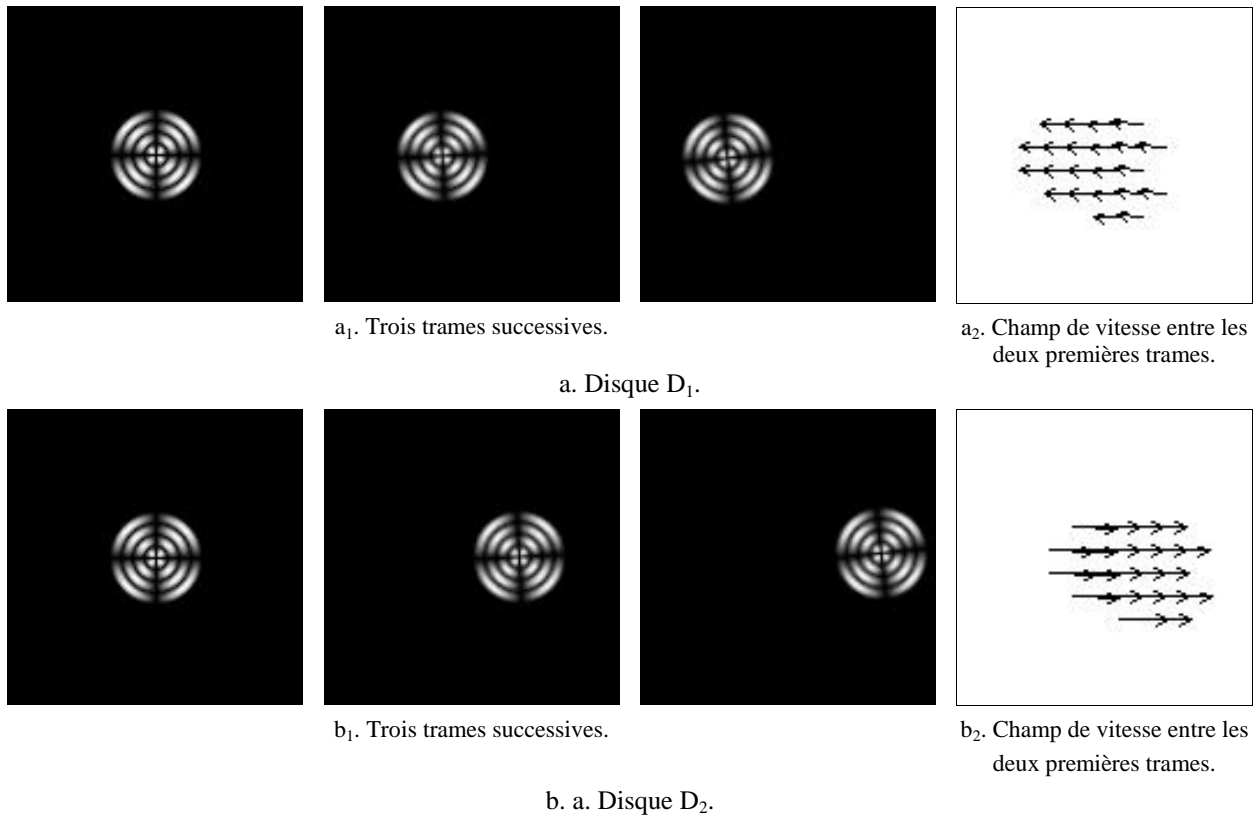 a₁. Trois trames successives.
a₂. Champ de vitesse entre les
deux premières trames.
a. Disque D₁.
b₁. Trois trames successives.
b₂. Champ de vitesse entre les
deux premières trames.
b. a. Disque D₂.